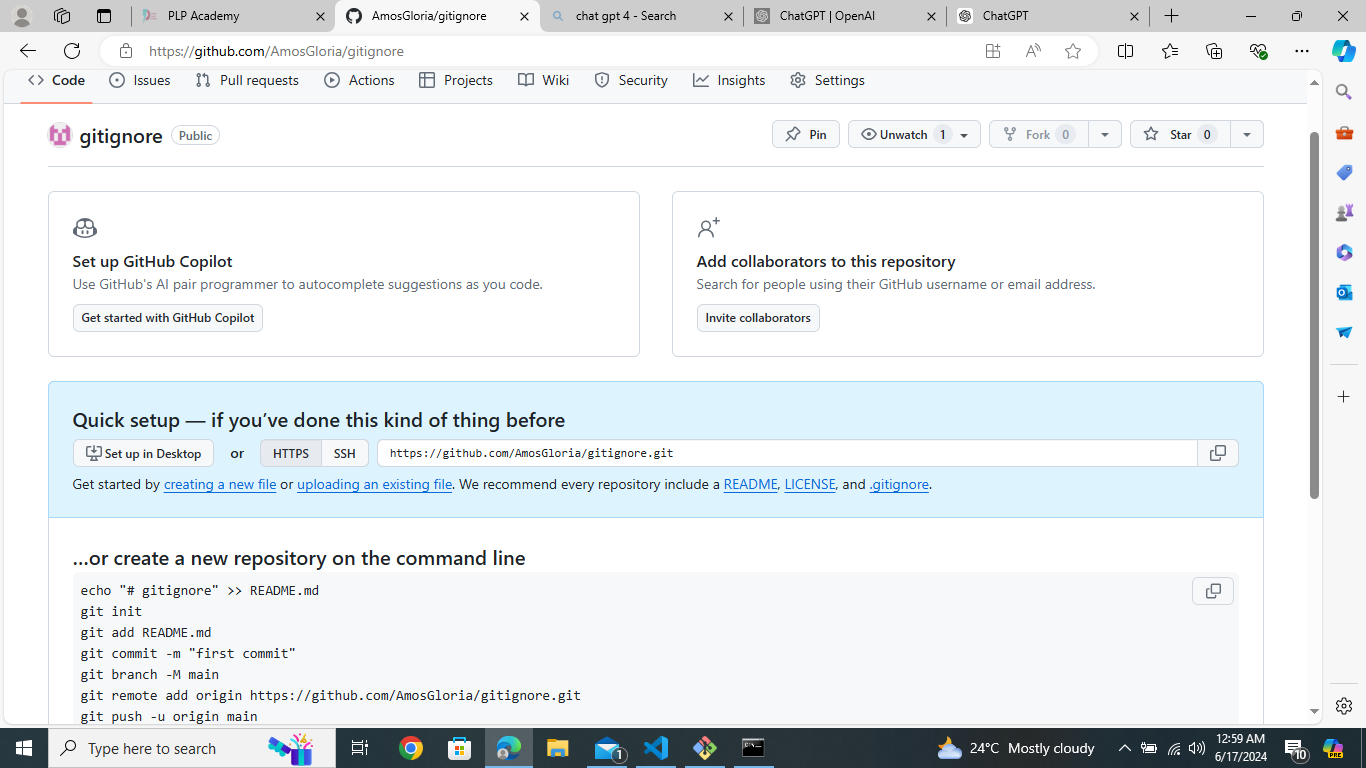 PLP Academy
AmosGloria/gitignore
chat gpt 4 - Search
ChatGPT | OpenAI
ChatGPT
https://github.com/AmosGloria/gitignore
Code
Issues
Pull requests
Actions
Projects
Wiki
Security
Insights
Settings
gitignore Public
Pin
Unwatch 1
Fork 0
Star 0
Set up GitHub Copilot
Use GitHub's AI pair programmer to autocomplete suggestions as you code.
Get started with GitHub Copilot
Add collaborators to this repository
Search for people using their GitHub username or email address.
Invite collaborators
Quick setup — if you’ve done this kind of thing before
Set up in Desktop or HTTPS SSH https://github.com/AmosGloria/gitignore.git
Get started by creating a new file or uploading an existing file. We recommend every repository include a README, LICENSE, and .gitignore.
…or create a new repository on the command line
echo "# gitignore" >> README.md
git init
git add README.md
git commit -m "first commit"
git branch -M main
git remote add origin https://github.com/AmosGloria/gitignore.git
git push -u origin main
Type here to search
1
24°C Mostly cloudy
12:59 AM
6/17/2024
10
PRE